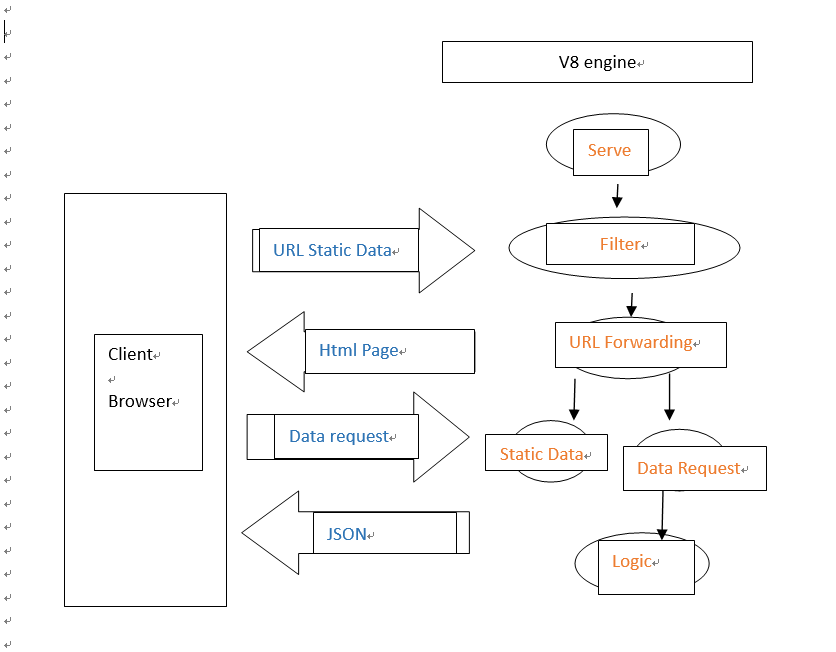 V8 engine
Serve
URL Static Data
Filter
Html Page
URL Forwarding
Client
Browser
Data request
Static Data
Data Request
JSON
Logic